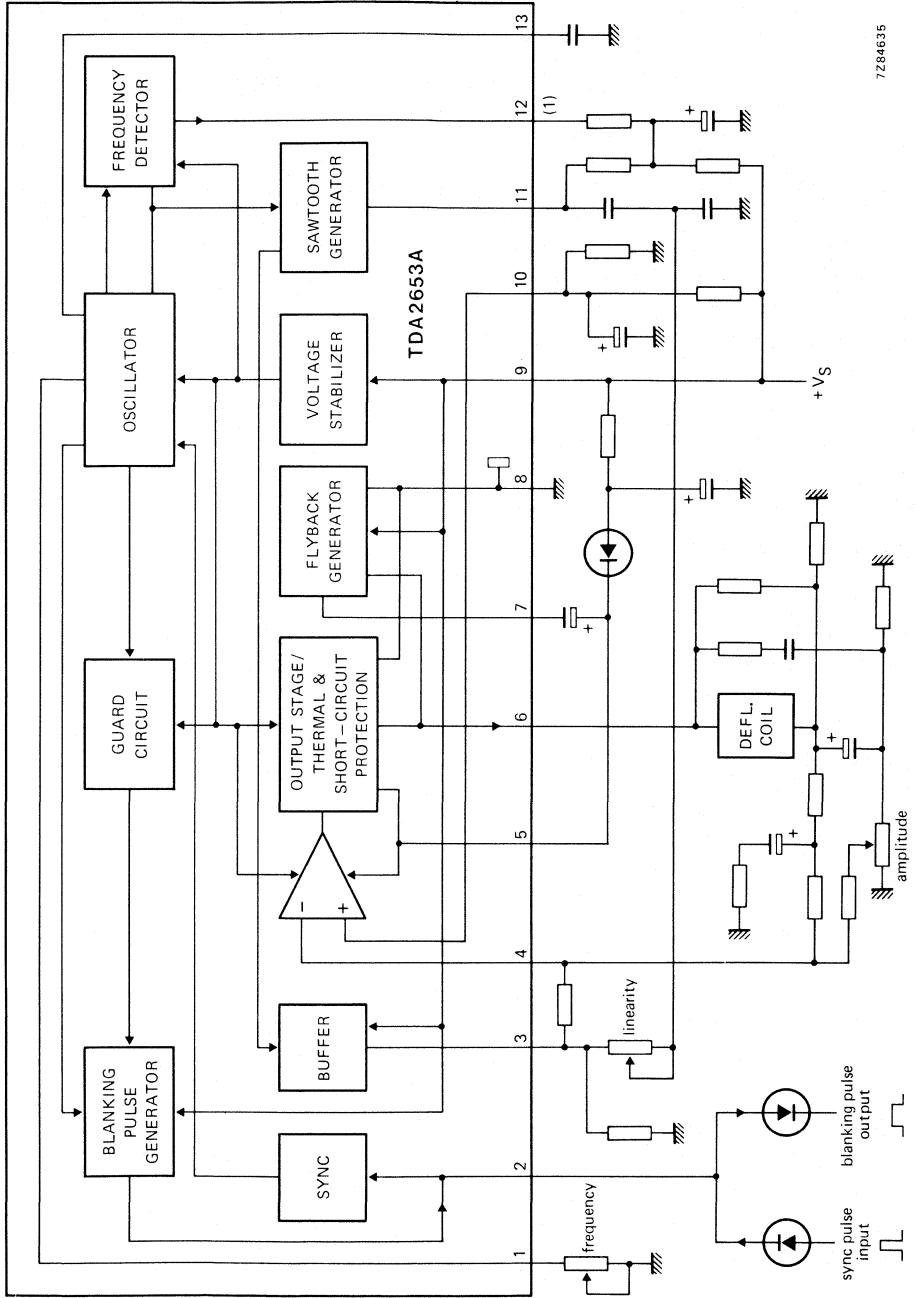 BLANKING
PULSE
GENERATOR
GUARD
CIRCUIT
OSCILLATOR
FREQUENCY
DETECTOR
SYNC
BUFFER
-
+
OUTPUT STAGE/
THERMAL &
SHORT-CIRCUIT
PROTECTION
FLYBACK
GENERATOR
VOLTAGE
STABILIZER
SAWTOOTH
GENERATOR
TDA2653A
1
2
3
4
5
6
7
8
9
10
11
12
13
(1)
frequency
linearity
+
+
+
+
+VS
DEFL.
COIL
+
+
amplitude
sync pulse
input
blanking pulse
output
7Z84635